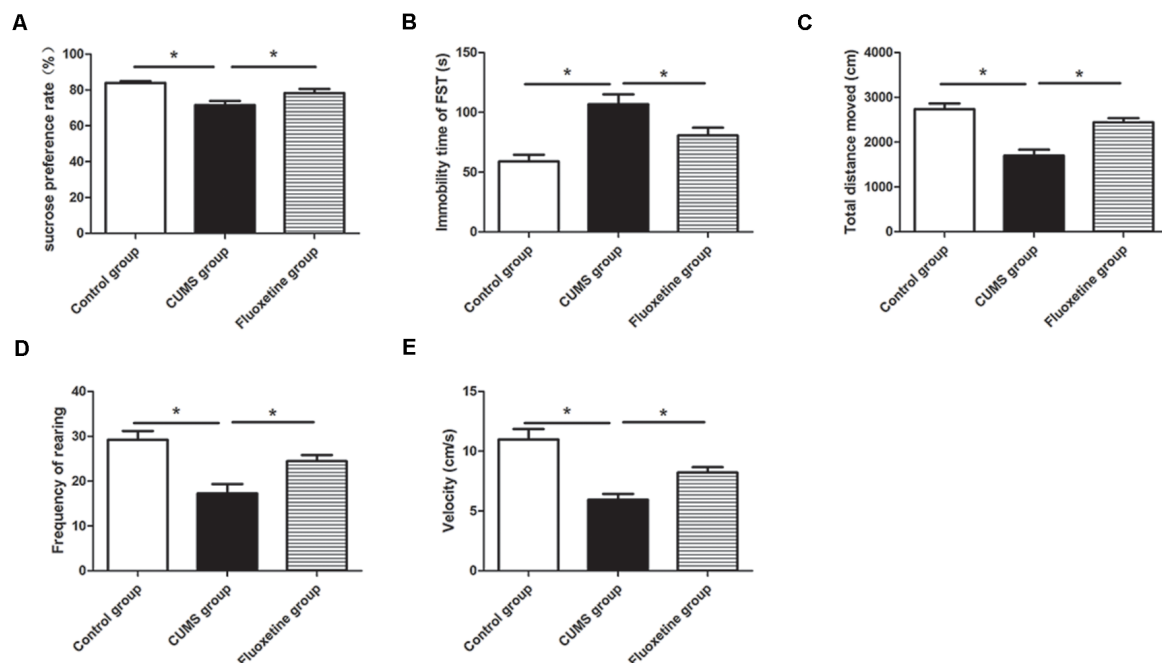 A
sucrose preference rate (%)
100
80
60
40
20
0
*
*
Control group
CUMS group
Fluoxetine group
B
Immobility time of FST (s)
150
100
50
0
*
*
Control group
CUMS group
Fluoxetine group
C
Total distance moved (cm)
4000
3000
2000
1000
0
*
*
Control group
CUMS group
Fluoxetine group
D
Frequency of rearing
40
30
20
10
0
*
*
Control group
CUMS group
Fluoxetine group
E
Velocity (cm/s)
15
10
5
0
*
*
Control group
CUMS group
Fluoxetine group